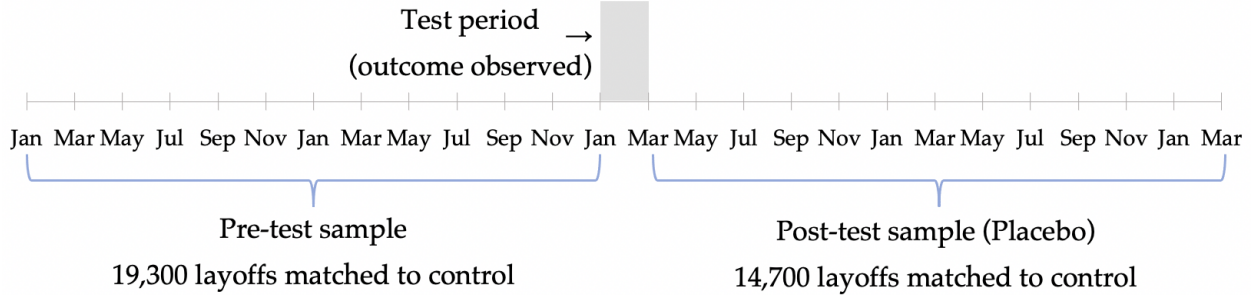 Test period →
(outcome observed)
Jan Mar May Jul Sep Nov Jan Mar May Jul Sep Nov Jan Mar May Jul Sep Nov Jan Mar May Jul Sep Nov Jan Mar
Pre-test sample
19,300 layoffs matched to control
Post-test sample (Placebo)
14,700 layoffs matched to control